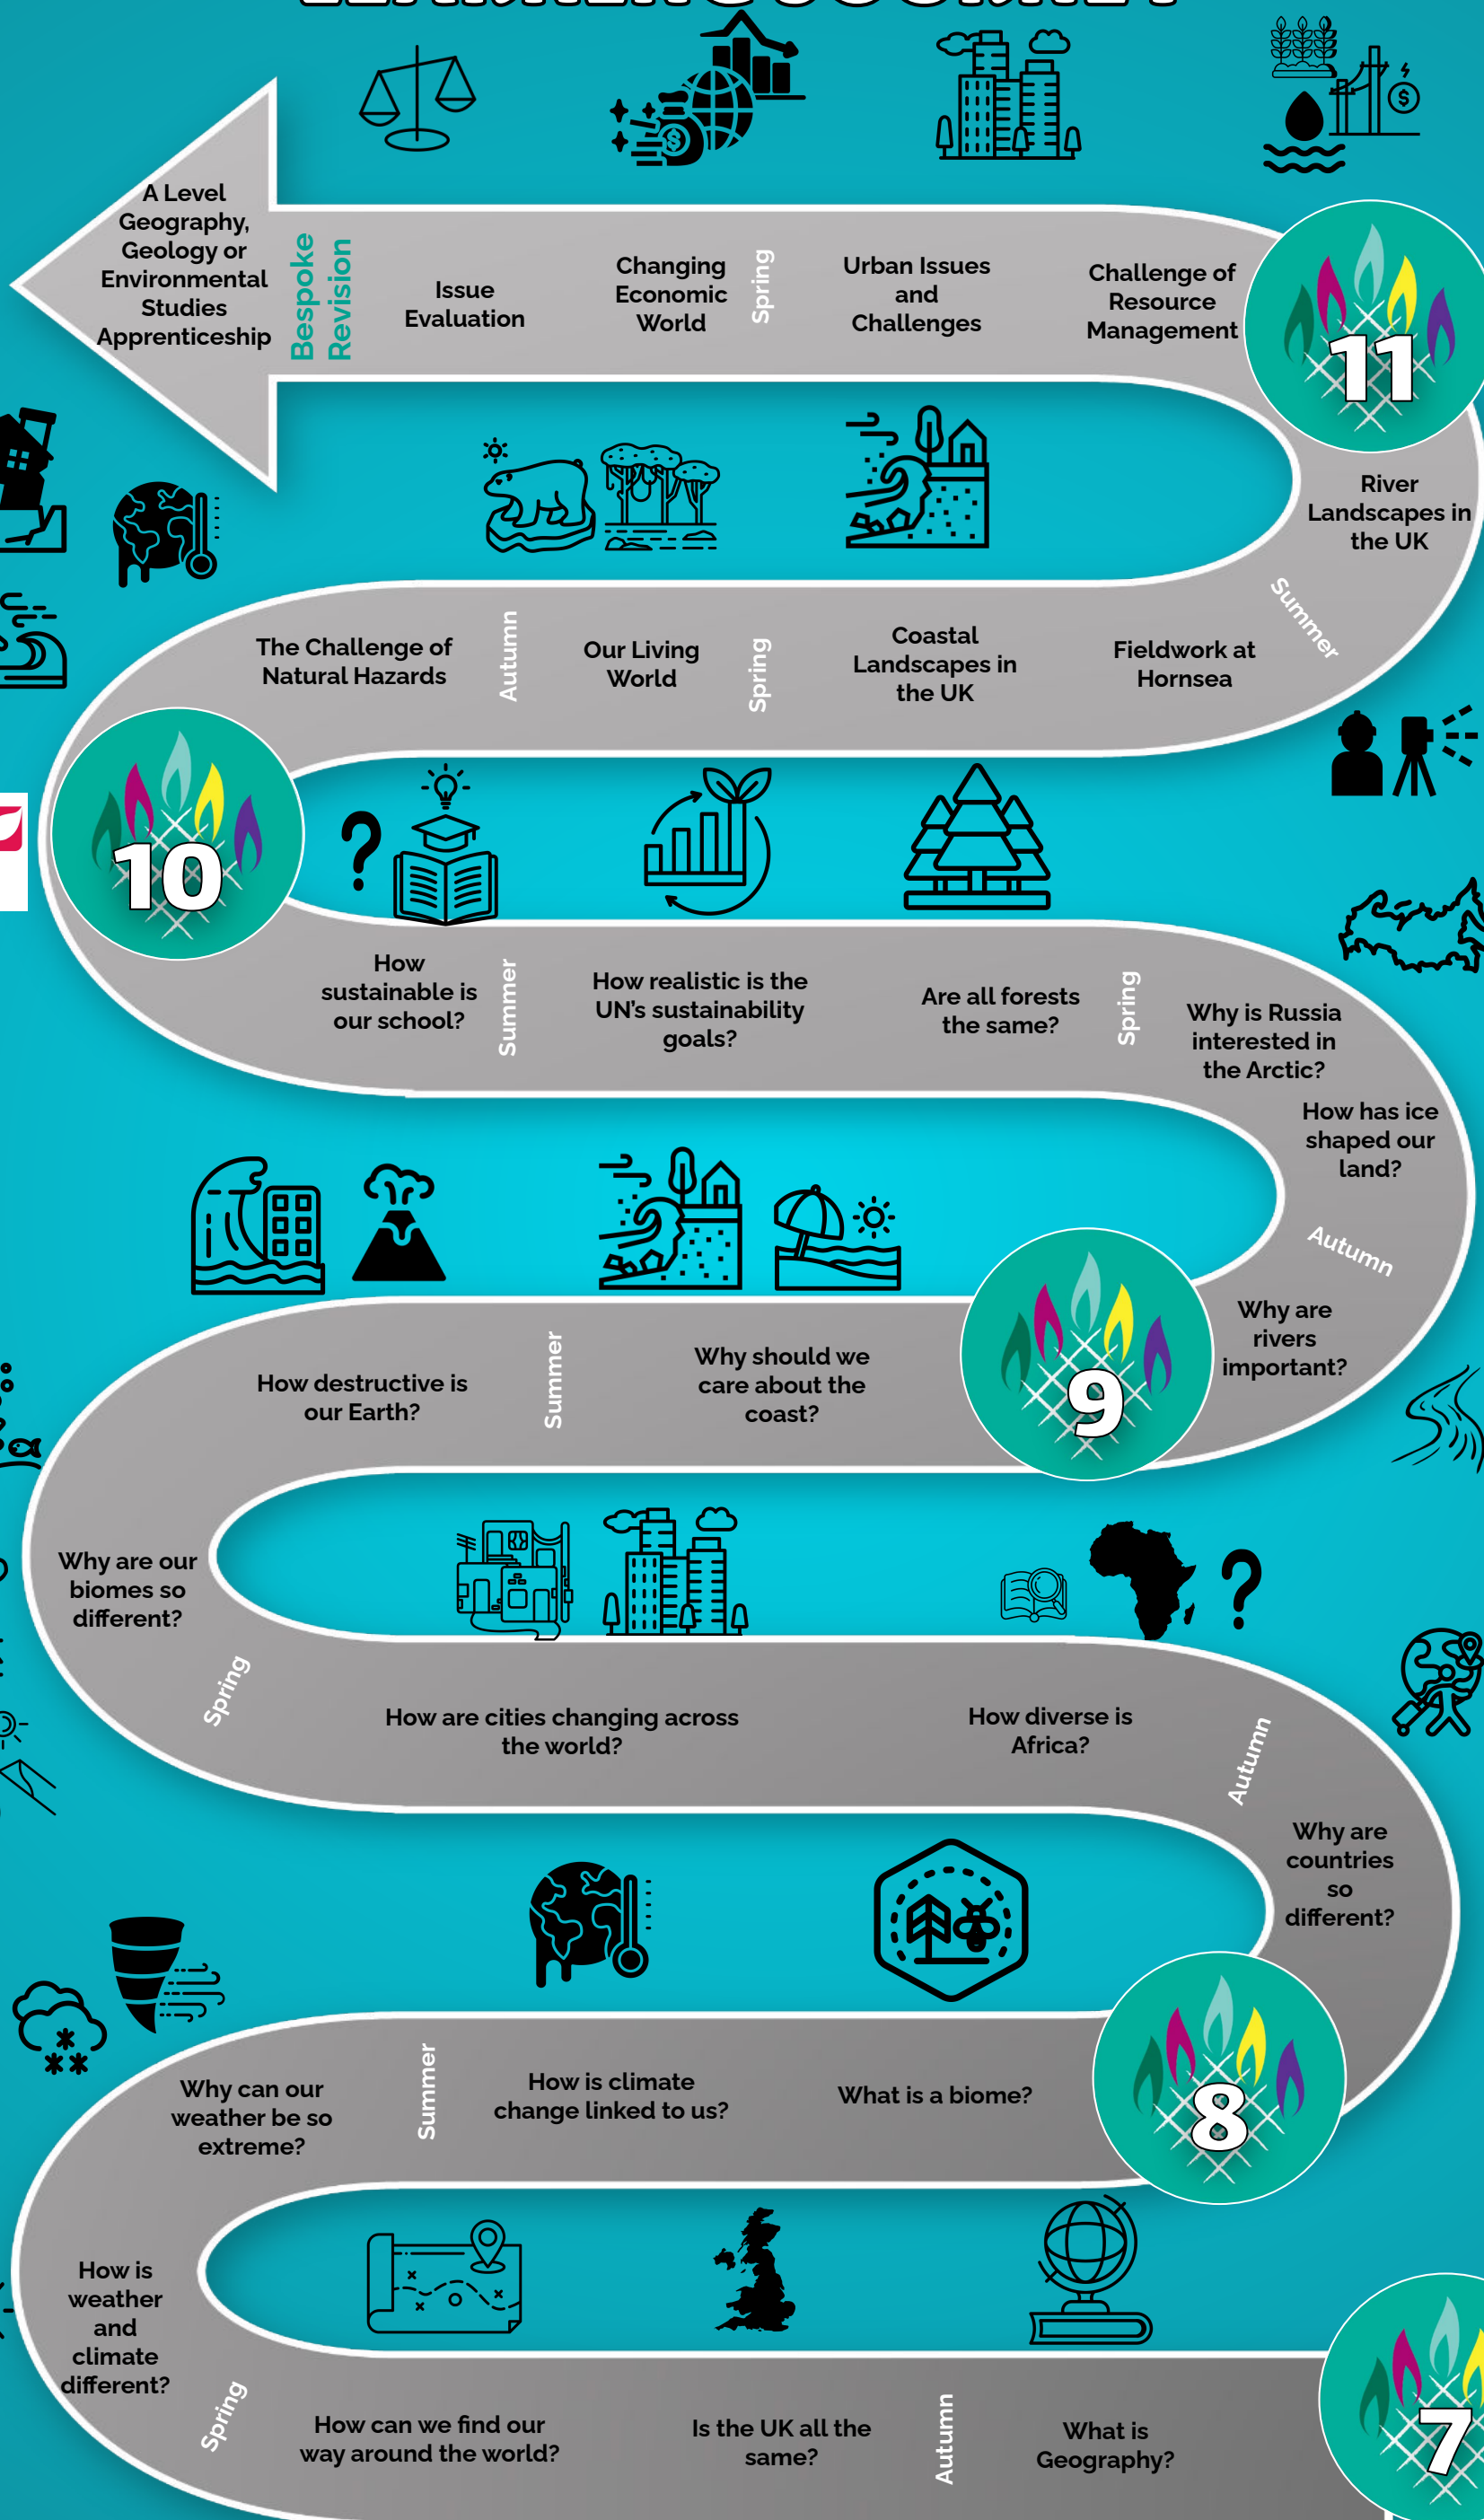 A Level
Geography,
Geology or
Environmental
Studies
Apprenticeship
Bespoke
Revision
Issue
Evaluation
Changing
Economic
World
Spring
Urban Issues
and
Challenges
Challenge of
Resource
Management
11
River
Landscapes in
the UK
Summer
The Challenge of
Natural Hazards
Autumn
Our Living
World
Spring
Coastal
Landscapes in
the UK
Fieldwork at
Hornsea
10
How
sustainable is
our school?
Summer
How realistic is the
UN's sustainability
goals?
Are all forests
the same?
Spring
Why is Russia
interested in
the Arctic?
How has ice
shaped our
land?
Autumn
Why are
rivers
important?
9
Why should we
care about the
coast?
Summer
How destructive is
our Earth?
Why are our
biomes so
different?
Spring
How are cities changing across
the world?
How diverse is
Africa?
Autumn
Why are
countries
so
different?
8
What is a biome?
How is climate
change linked to us?
Summer
Why can our
weather be so
extreme?
How is
weather
and
climate
different?
Spring
How can we find our
way around the world?
Is the UK all the
same?
Autumn
What is
Geography?
7